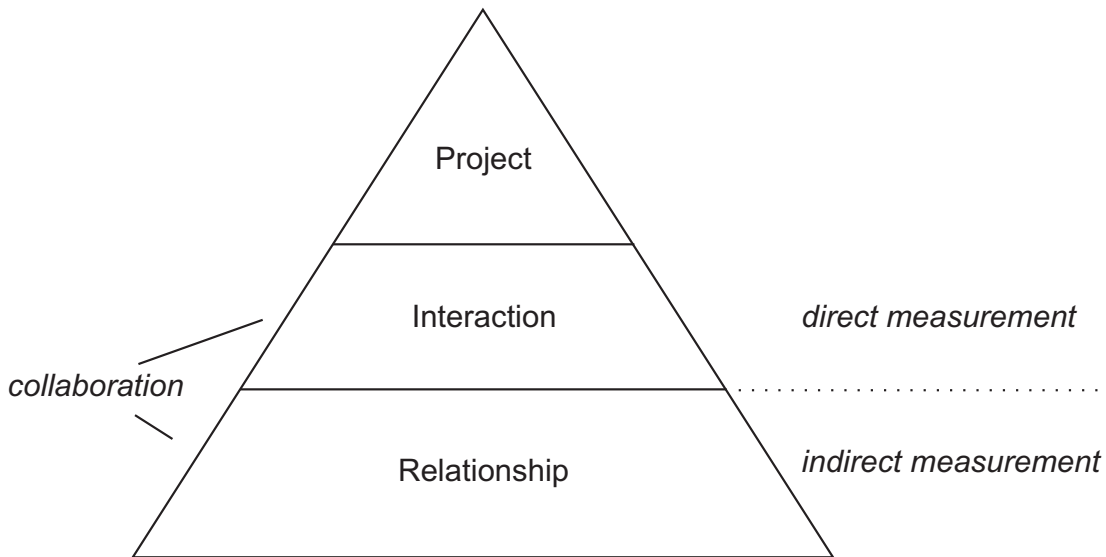 Project
Interaction
direct measurement
collaboration
Relationship
indirect measurement